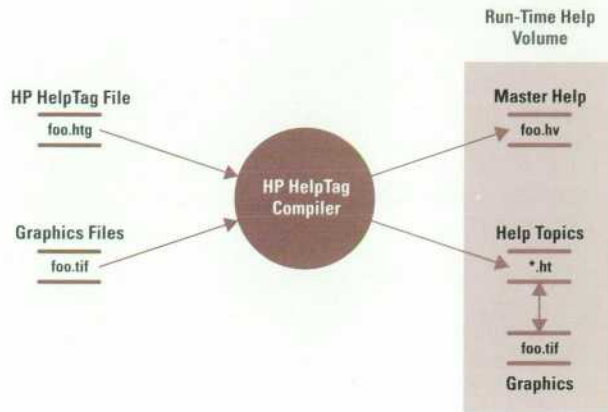 Run-Time Help
Volume
HP HelpTag File
foo.htg
Graphics Files
foo.tif
HP HelpTag
Compiler
Master Help
foo.hv
Help Topics
*.ht
foo.tif
Graphics